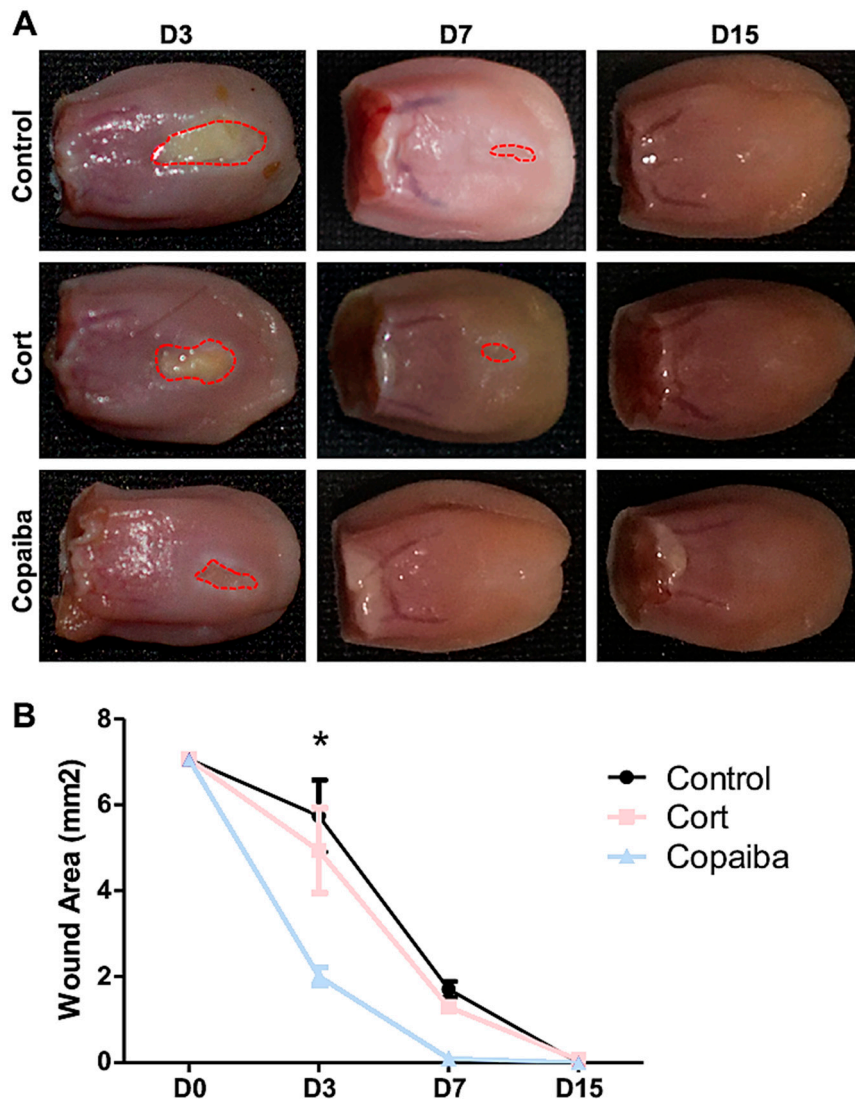 A
D3 D7 D15
Control
Cort
Copaiba
B
Wound Area (mm2)
8
6
4
2
0
*
D0 D3 D7 D15
Control
Cort
Copaiba